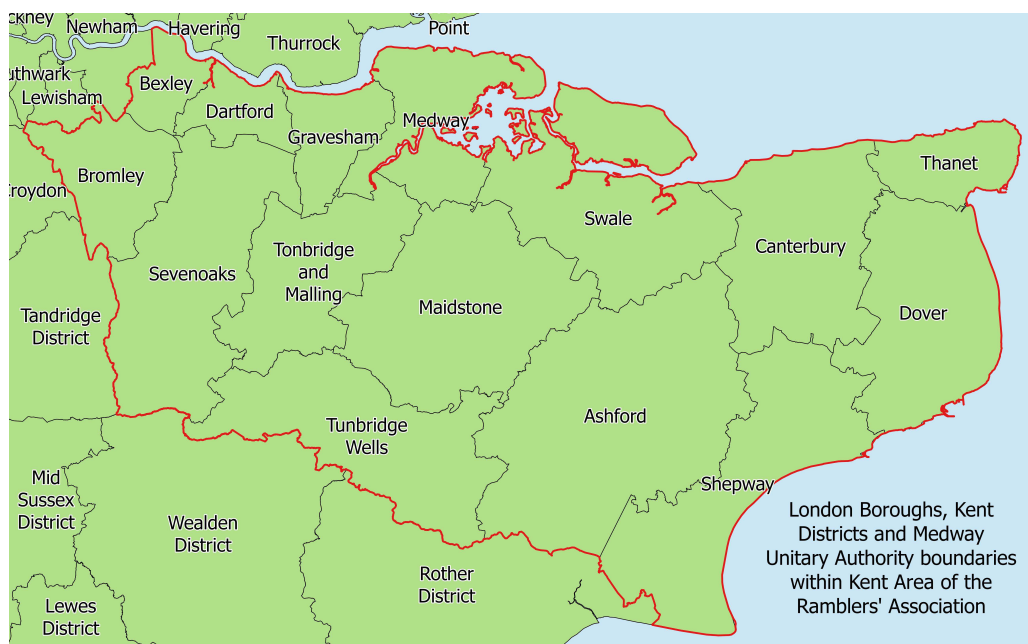 ckney
Newham
Havering
Point
Thurrock
uthwark
Lewisham
Bexley
Dartford
Gravesham
Medway
Bromley
Croydon
Thanet
Swale
Canterbury
Sevenoaks
Tonbridge
and
Malling
Maidstone
Tandridge
District
Dover
Ashford
Tunbridge
Wells
Shepway
Mid
Sussex
District
Wealden
District
Rother
District
Lewes
District
London Boroughs, Kent
Districts and Medway
Unitary Authority boundaries
within Kent Area of the
Ramblers' Association